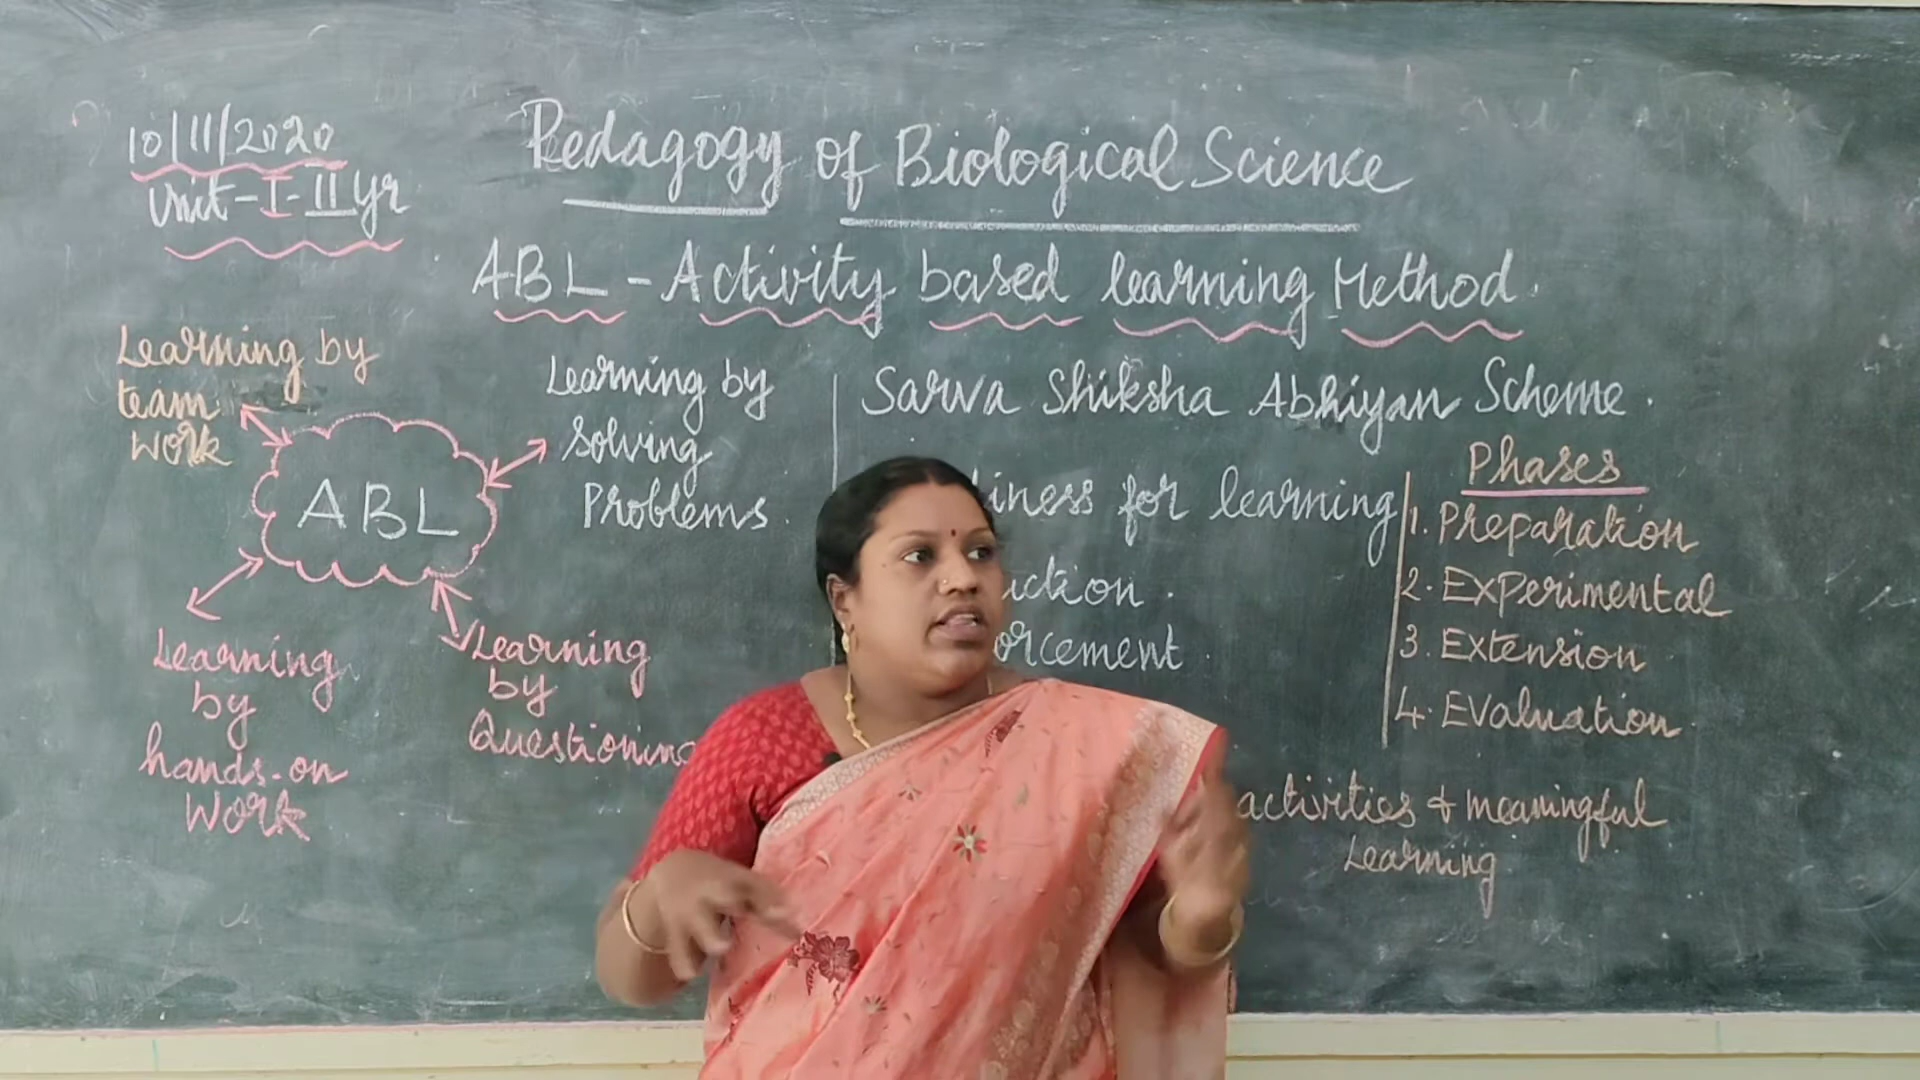 10/11/2020
Unit-I-II Yr
Pedagogy of Biological Science
ABL - Activity based learning Method.
Learning by
team
work
ABL
Learning by
Solving
Problems.
Learning
by
hands-on
work
Learning
by
Sarva Shiksha Abhiyan Scheme.
for learning
Phases
1. Preparation
2. Experimental
3. Extension
4. Evaluation.
activities & meaningful
Learning.